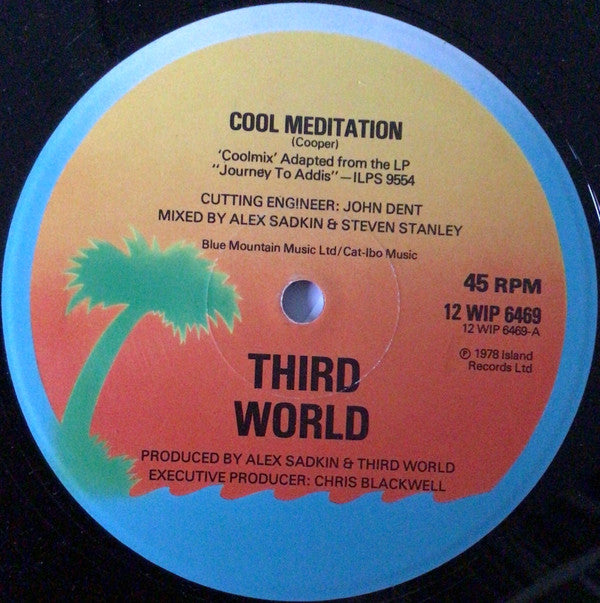 COOL MEDITATION
(Cooper)
'Coolmix' Adapted from the LP
"Journey To Addis"—ILPS 9554
CUTTING ENGINEER: JOHN DENT
MIXED BY ALEX SADKIN & STEVEN STANLEY
Blue Mountain Music Ltd/Cat-Ibo Music
45 RPM
12 WIP 6469
12 WIP 6469-A
℗ 1978 Island
Records Ltd
THIRD
WORLD
PRODUCED BY ALEX SADKIN & THIRD WORLD
EXECUTIVE PRODUCER: CHRIS BLACKWELL